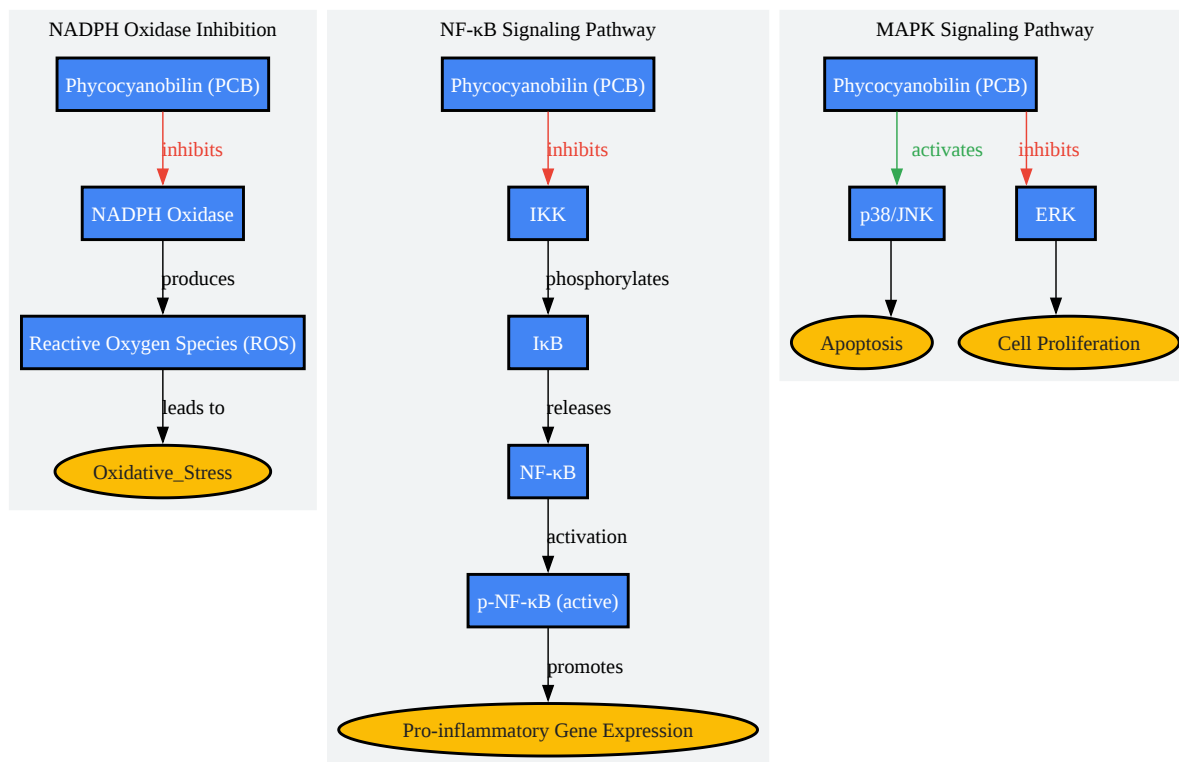 NADPH Oxidase Inhibition
Phycocyanobilin (PCB)
inhibits
NADPH Oxidase
produces
Reactive Oxygen Species (ROS)
leads to
Oxidative_Stress
NF-κB Signaling Pathway
Phycocyanobilin (PCB)
inhibits
IKK
phosphorylates
IκB
releases
NF-κB
activation
p-NF-κB (active)
promotes
Pro-inflammatory Gene Expression
MAPK Signaling Pathway
Phycocyanobilin (PCB)
activates
inhibits
p38/JNK
ERK
Apoptosis
Cell Proliferation